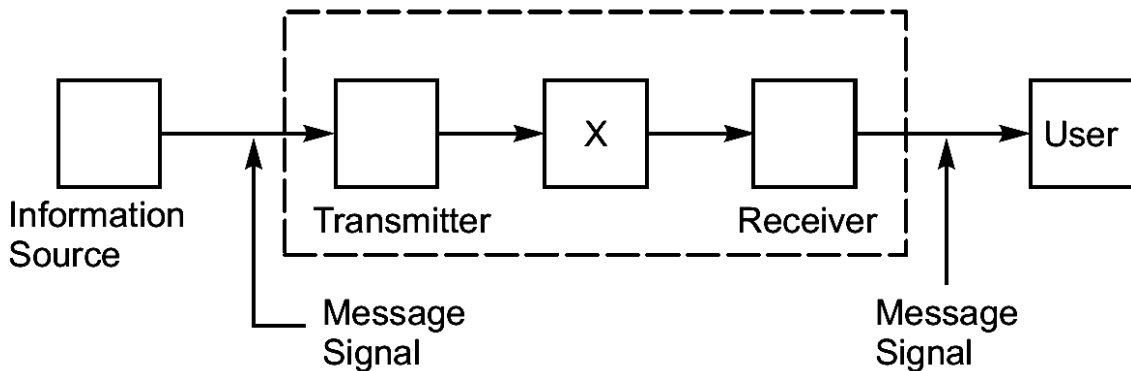 X
User
Information
Source
Transmitter
Receiver
Message
Signal
Message
Signal